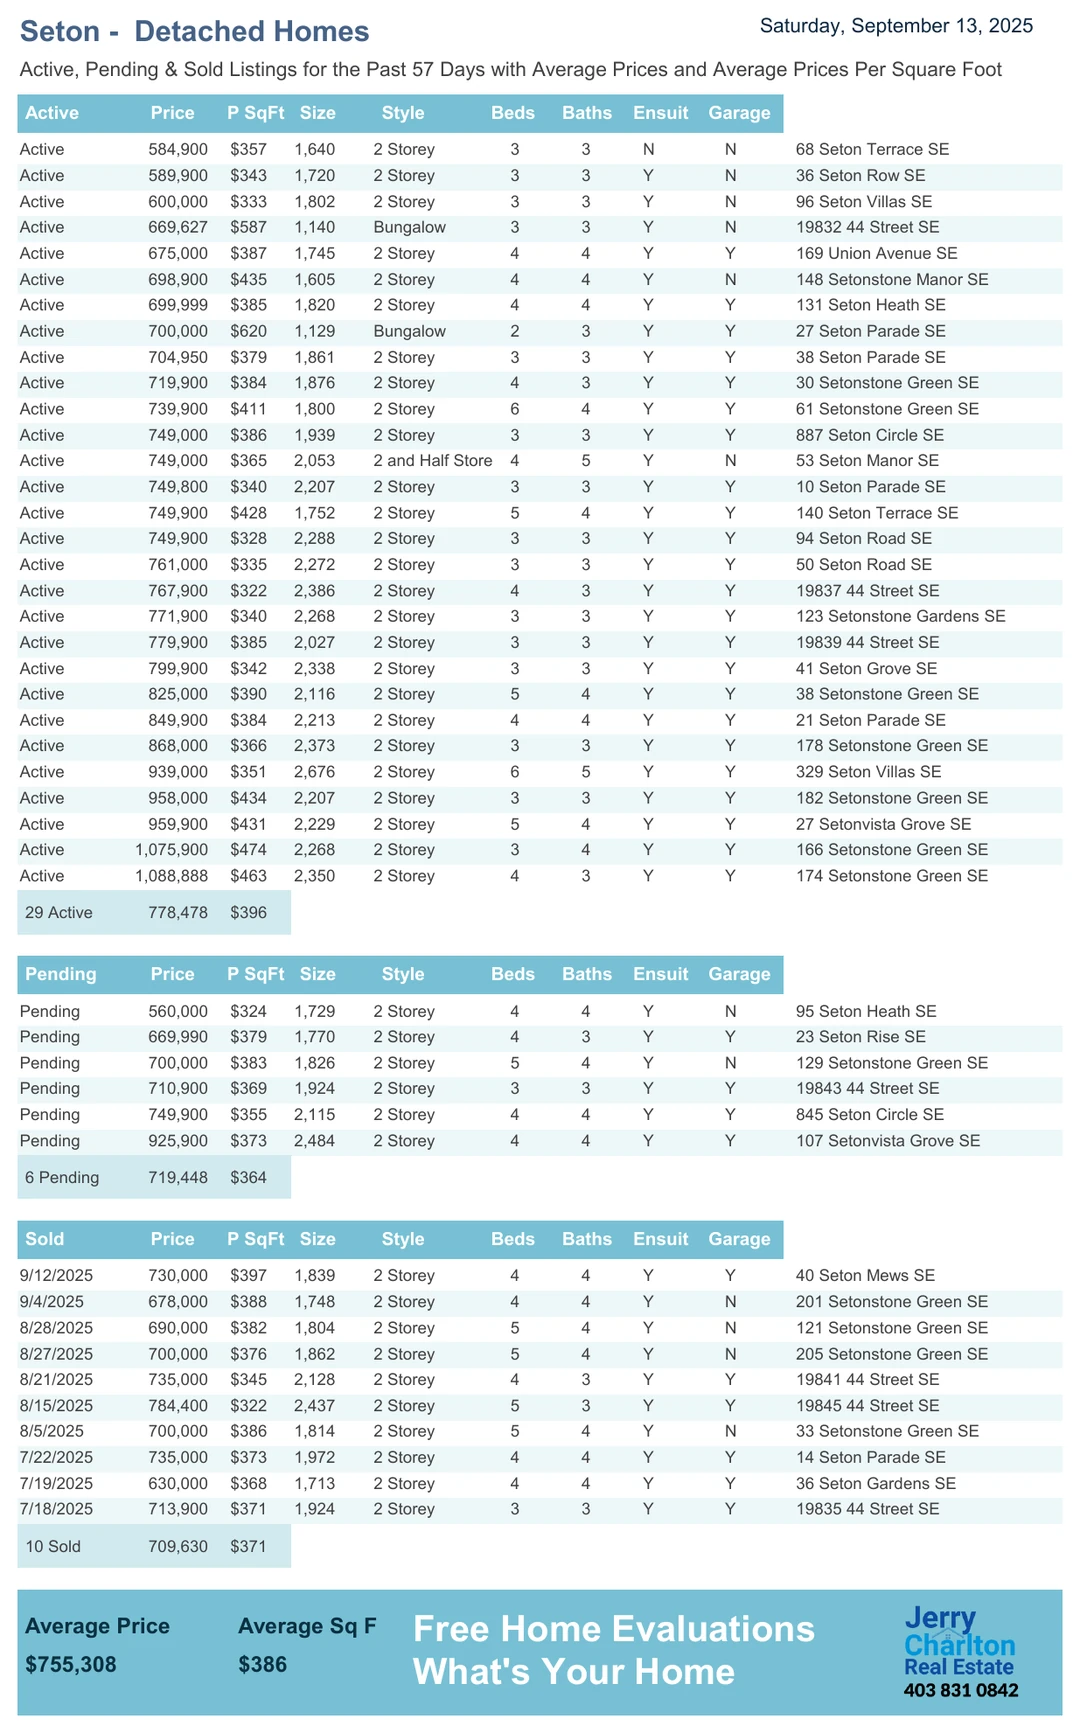 Seton - Detached Homes
Saturday, September 13, 2025
Active, Pending & Sold Listings for the Past 57 Days with Average Prices and Average Prices Per Square Foot
Active Price P SqFt Size Style Beds Baths Ensuit Garage
Active 584,900 $357 1,640 2 Storey 3 3 N N 68 Seton Terrace SE
Active 589,900 $343 1,720 2 Storey 3 3 Y N 36 Seton Row SE
Active 600,000 $333 1,802 2 Storey 3 3 Y N 96 Seton Villas SE
Active 669,627 $587 1,140 Bungalow 3 3 Y N 19832 44 Street SE
Active 675,000 $387 1,745 2 Storey 4 4 Y Y 169 Union Avenue SE
Active 698,900 $435 1,605 2 Storey 4 4 Y N 148 Setonstone Manor SE
Active 699,999 $385 1,820 2 Storey 4 4 Y Y 131 Seton Heath SE
Active 700,000 $620 1,129 Bungalow 2 3 Y Y 27 Seton Parade SE
Active 704,950 $379 1,861 2 Storey 3 3 Y Y 38 Seton Parade SE
Active 719,900 $384 1,876 2 Storey 4 3 Y Y 30 Setonstone Green SE
Active 739,900 $411 1,800 2 Storey 6 4 Y Y 61 Setonstone Green SE
Active 749,000 $386 1,939 2 Storey 3 3 Y Y 887 Seton Circle SE
Active 749,000 $365 2,053 2 and Half Store 4 5 Y N 53 Seton Manor SE
Active 749,800 $340 2,207 2 Storey 3 3 Y Y 10 Seton Parade SE
Active 749,900 $428 1,752 2 Storey 5 4 Y Y 140 Seton Terrace SE
Active 749,900 $328 2,288 2 Storey 3 3 Y Y 94 Seton Road SE
Active 761,000 $335 2,272 2 Storey 3 3 Y Y 50 Seton Road SE
Active 767,900 $322 2,386 2 Storey 4 3 Y Y 19837 44 Street SE
Active 771,900 $340 2,268 2 Storey 3 3 Y Y 123 Setonstone Gardens SE
Active 779,900 $385 2,027 2 Storey 3 3 Y Y 19839 44 Street SE
Active 799,900 $342 2,338 2 Storey 3 3 Y Y 41 Seton Grove SE
Active 825,000 $390 2,116 2 Storey 5 4 Y Y 38 Setonstone Green SE
Active 849,900 $384 2,213 2 Storey 4 4 Y Y 21 Seton Parade SE
Active 868,000 $366 2,373 2 Storey 3 3 Y Y 178 Setonstone Green SE
Active 939,000 $351 2,676 2 Storey 6 5 Y Y 329 Seton Villas SE
Active 958,000 $434 2,207 2 Storey 3 3 Y Y 182 Setonstone Green SE
Active 959,900 $431 2,229 2 Storey 5 4 Y Y 27 Setonvista Grove SE
Active 1,075,900 $474 2,268 2 Storey 3 4 Y Y 166 Setonstone Green SE
Active 1,088,888 $463 2,350 2 Storey 4 3 Y Y 174 Setonstone Green SE
29 Active 778,478 $396
Pending Price P SqFt Size Style Beds Baths Ensuit Garage
Pending 560,000 $324 1,729 2 Storey 4 4 Y N 95 Seton Heath SE
Pending 669,990 $379 1,770 2 Storey 4 3 Y Y 23 Seton Rise SE
Pending 700,000 $383 1,826 2 Storey 5 4 Y N 129 Setonstone Green SE
Pending 710,900 $369 1,924 2 Storey 3 3 Y Y 19843 44 Street SE
Pending 749,900 $355 2,115 2 Storey 4 4 Y Y 845 Seton Circle SE
Pending 925,900 $373 2,484 2 Storey 4 4 Y Y 107 Setonvista Grove SE
6 Pending 719,448 $364
Sold Price P SqFt Size Style Beds Baths Ensuit Garage
9/12/2025 730,000 $397 1,839 2 Storey 4 4 Y Y 40 Seton Mews SE
9/4/2025 678,000 $388 1,748 2 Storey 4 4 Y N 201 Setonstone Green SE
8/28/2025 690,000 $382 1,804 2 Storey 5 4 Y N 121 Setonstone Green SE
8/27/2025 700,000 $376 1,862 2 Storey 5 4 Y N 205 Setonstone Green SE
8/21/2025 735,000 $345 2,128 2 Storey 4 3 Y Y 19841 44 Street SE
8/15/2025 784,400 $322 2,437 2 Storey 5 3 Y Y 19845 44 Street SE
8/5/2025 700,000 $386 1,814 2 Storey 5 4 Y N 33 Setonstone Green SE
7/22/2025 735,000 $373 1,972 2 Storey 4 4 Y Y 14 Seton Parade SE
7/19/2025 630,000 $368 1,713 2 Storey 4 4 Y Y 36 Seton Gardens SE
7/18/2025 713,900 $371 1,924 2 Storey 3 3 Y Y 19835 44 Street SE
10 Sold 709,630 $371
Average Price Average Sq F
$755,308 $386
Free Home Evaluations
What's Your Home
Jerry
Charlton
Real Estate
403 831 0842